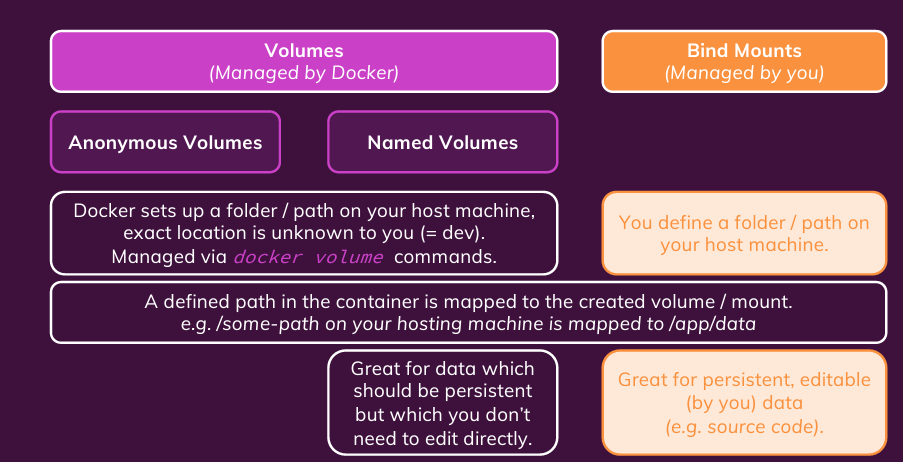 Volumes
(Managed by Docker)
Bind Mounts
(Managed by you)
Anonymous Volumes
Named Volumes
Docker sets up a folder / path on your host machine,
exact location is unknown to you (= dev).
Managed via docker volume commands.
You define a folder / path on
your host machine.
A defined path in the container is mapped to the created volume / mount.
e.g. /some-path on your hosting machine is mapped to /app/data
Great for data which
should be persistent
but which you don't
need to edit directly.
Great for persistent, editable
(by you) data
(e.g. source code).